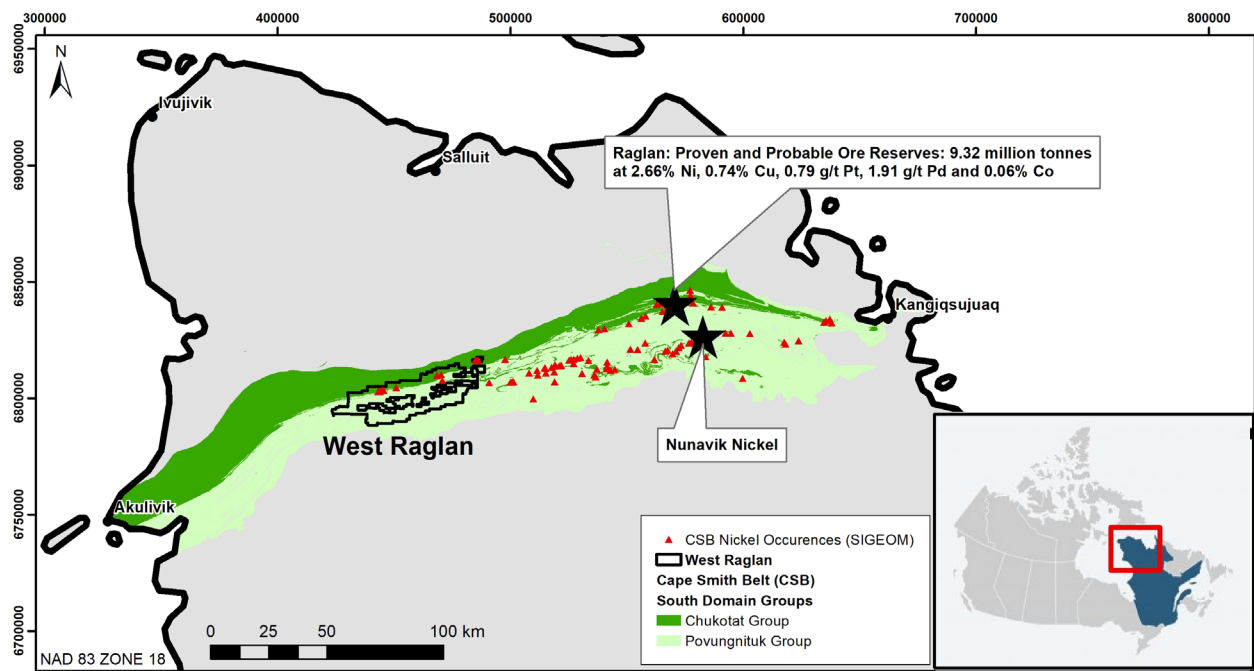 300000 400000 500000 600000 700000 800000
6950000
N
Ivujivik
Salluit
6900000
Raglan: Proven and Probable Ore Reserves: 9.32 million tonnes
at 2.66% Ni, 0.74% Cu, 0.79 g/t Pt, 1.91 g/t Pd and 0.06% Co
6850000
Kangiqsujuaq
6800000
West Raglan
Nunavik Nickel
Akulivik
6750000
CSB Nickel Occurences (SIGEOM)
West Raglan
Cape Smith Belt (CSB)
South Domain Groups
Chukotat Group
Povungnituk Group
6700000
0 25 50 100 km
NAD 83 ZONE 18